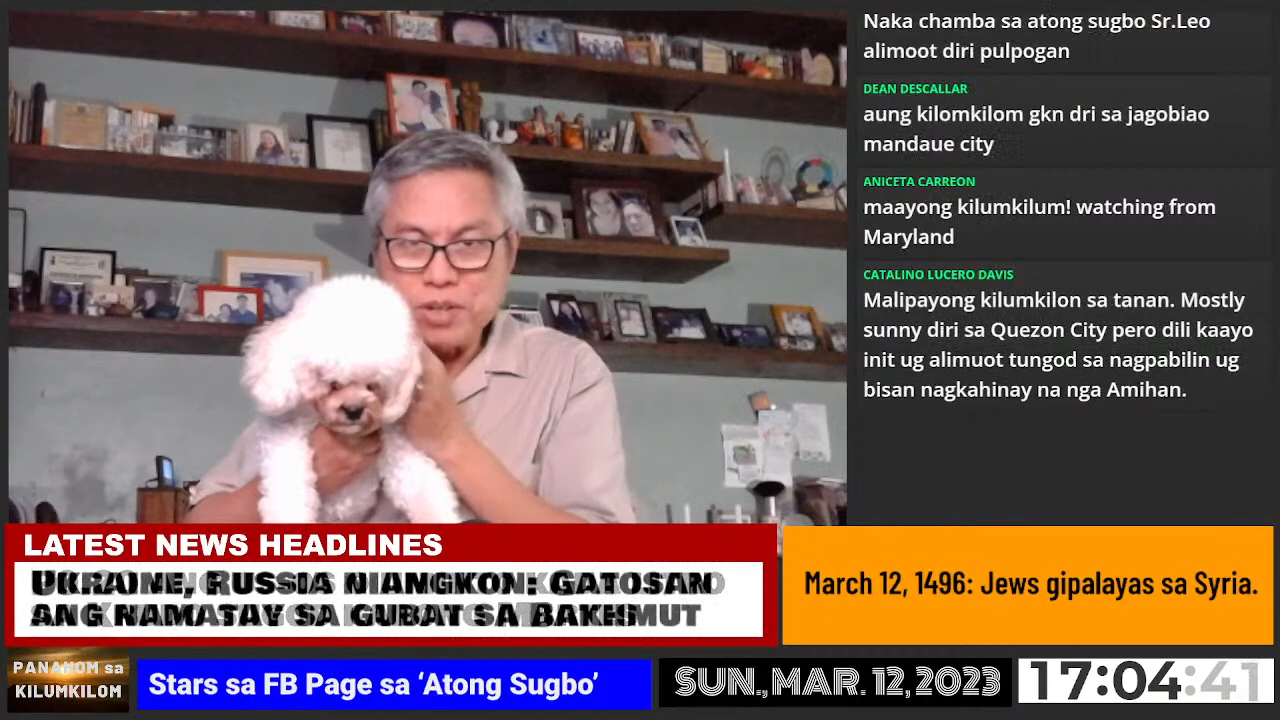 Naka chamba sa atong sugbo Sr.Leo
alimoot diri pulpogan
DEAN DESCALLAR
aung kilomkilom gkn dri sa jagobiao
mandaue city
ANICETA CARREON
maayong kilumkilum! watching from
Maryland
CATALINO LUCERO DAVIS
Malipayong kilumkilon sa tanan. Mostly
sunny diri sa Quezon City pero dili kaayo
init ug alimuot tungod sa nagpabilin ug
bisan nagkahinay na nga Amihan.
LATEST NEWS HEADLINES
UKRAINE, RUSSIA NIANGKON: GATOSAN
ANG NAMATAY SA GUBAT SA BAKHMUT
March 12, 1496: Jews gipalayas sa Syria.
PANAHOM sa
KILUMKILOM
Stars sa FB Page sa ‘Atong Sugbo’
SUN., MAR. 12, 2023
17:04:41